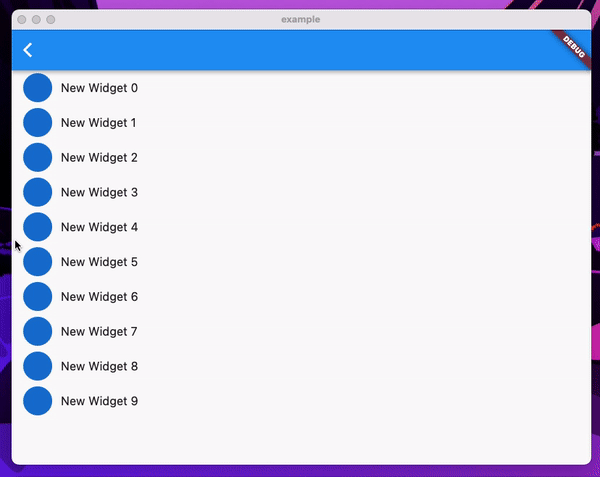 example
DEBUG
New Widget 0
New Widget 1
New Widget 2
New Widget 3
New Widget 4
New Widget 5
New Widget 6
New Widget 7
New Widget 8
New Widget 9